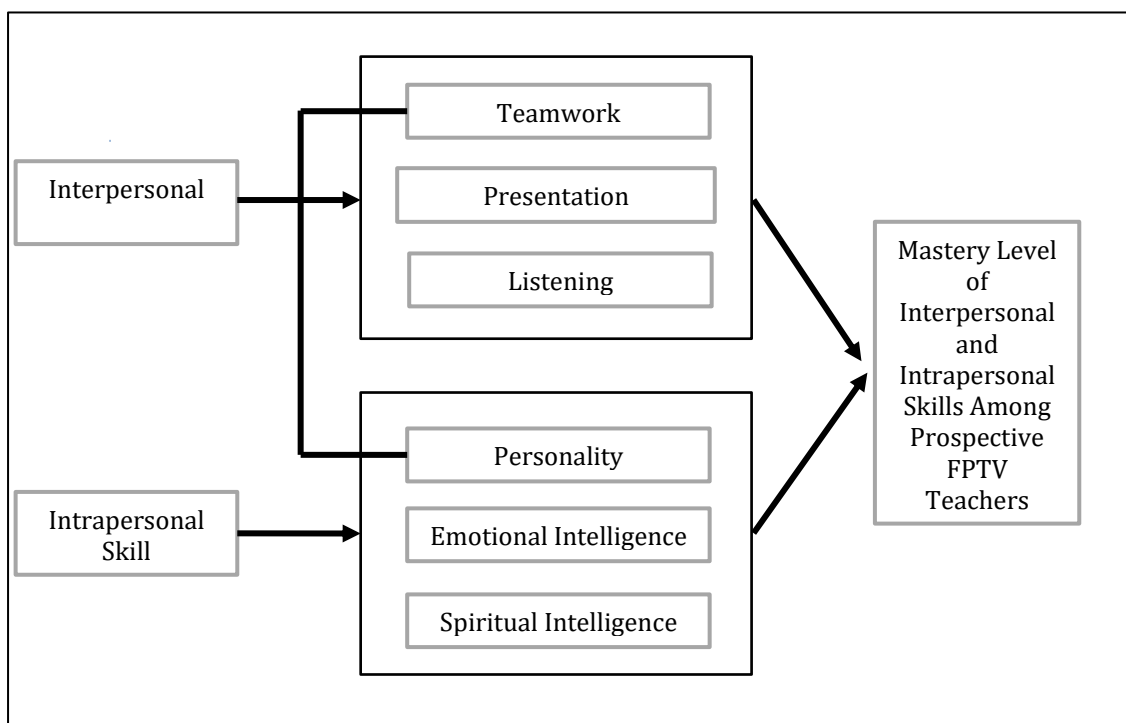 Interpersonal
Teamwork
Presentation
Listening
Intrapersonal
Skill
Personality
Emotional Intelligence
Spiritual Intelligence
Mastery Level
of
Interpersonal
and
Intrapersonal
Skills Among
Prospective
FPTV
Teachers